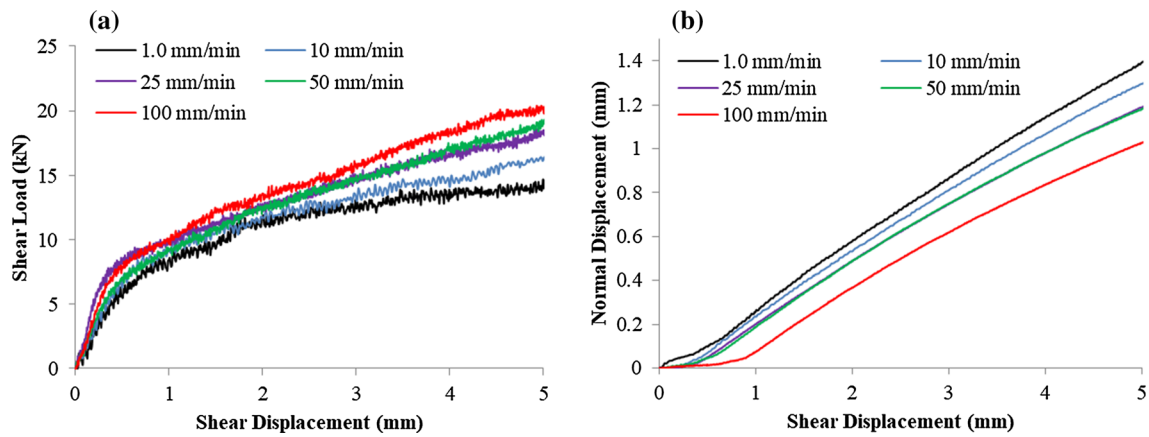 (a)
25
20
15
10
5
0
Shear Load (kN)
1.0 mm/min
10 mm/min
25 mm/min
50 mm/min
100 mm/min
0 1 2 3 4 5
Shear Displacement (mm)
(b)
1.4
1.2
1
0.8
0.6
0.4
0.2
0
Normal Displacement (mm)
1.0 mm/min
10 mm/min
25 mm/min
50 mm/min
100 mm/min
0 1 2 3 4 5
Shear Displacement (mm)